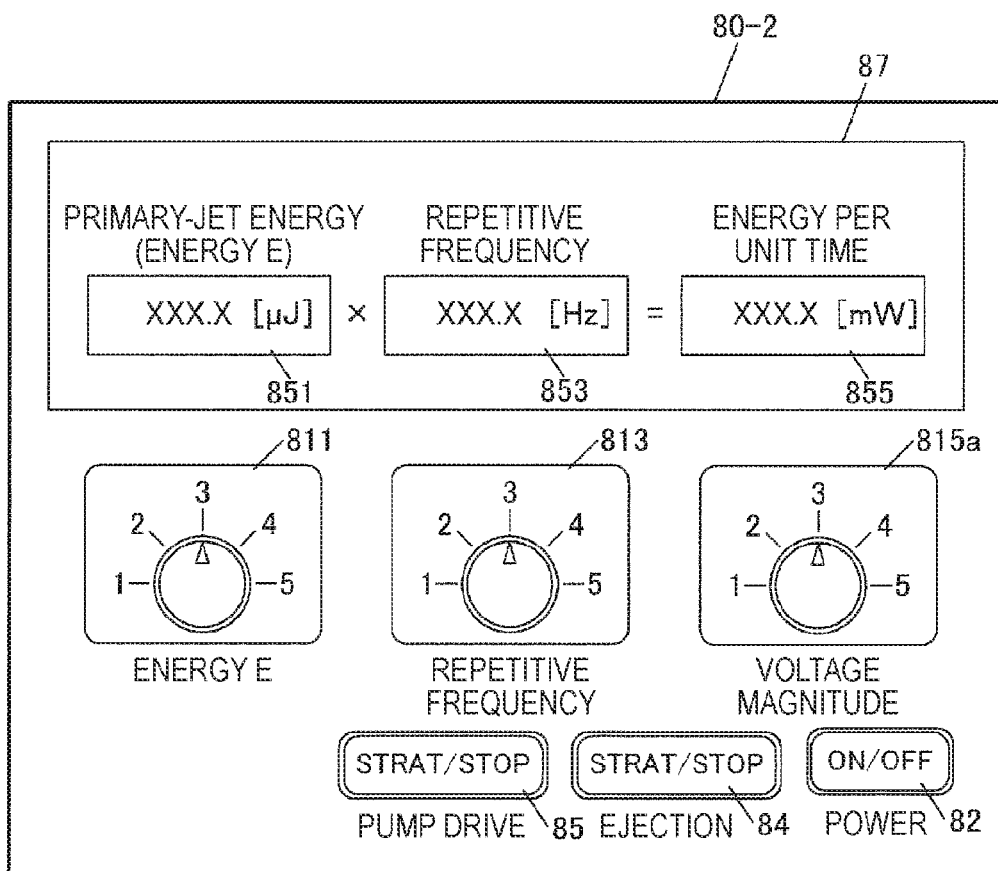 80-2
87
PRIMARY-JET ENERGY REPETITIVE ENERGY PER
(ENERGY E) FREQUENCY UNIT TIME
XXX.X [µJ] × XXX.X [Hz] = XXX.X [mW]
851 853 855
811 813 815a
3 3 3
2 4 2 4 2 4
1 5 1 5 1 5
ENERGY E REPETITIVE VOLTAGE
FREQUENCY MAGNITUDE
STRAT/STOP STRAT/STOP ON/OFF
PUMP DRIVE 85 EJECTION 84 POWER 82